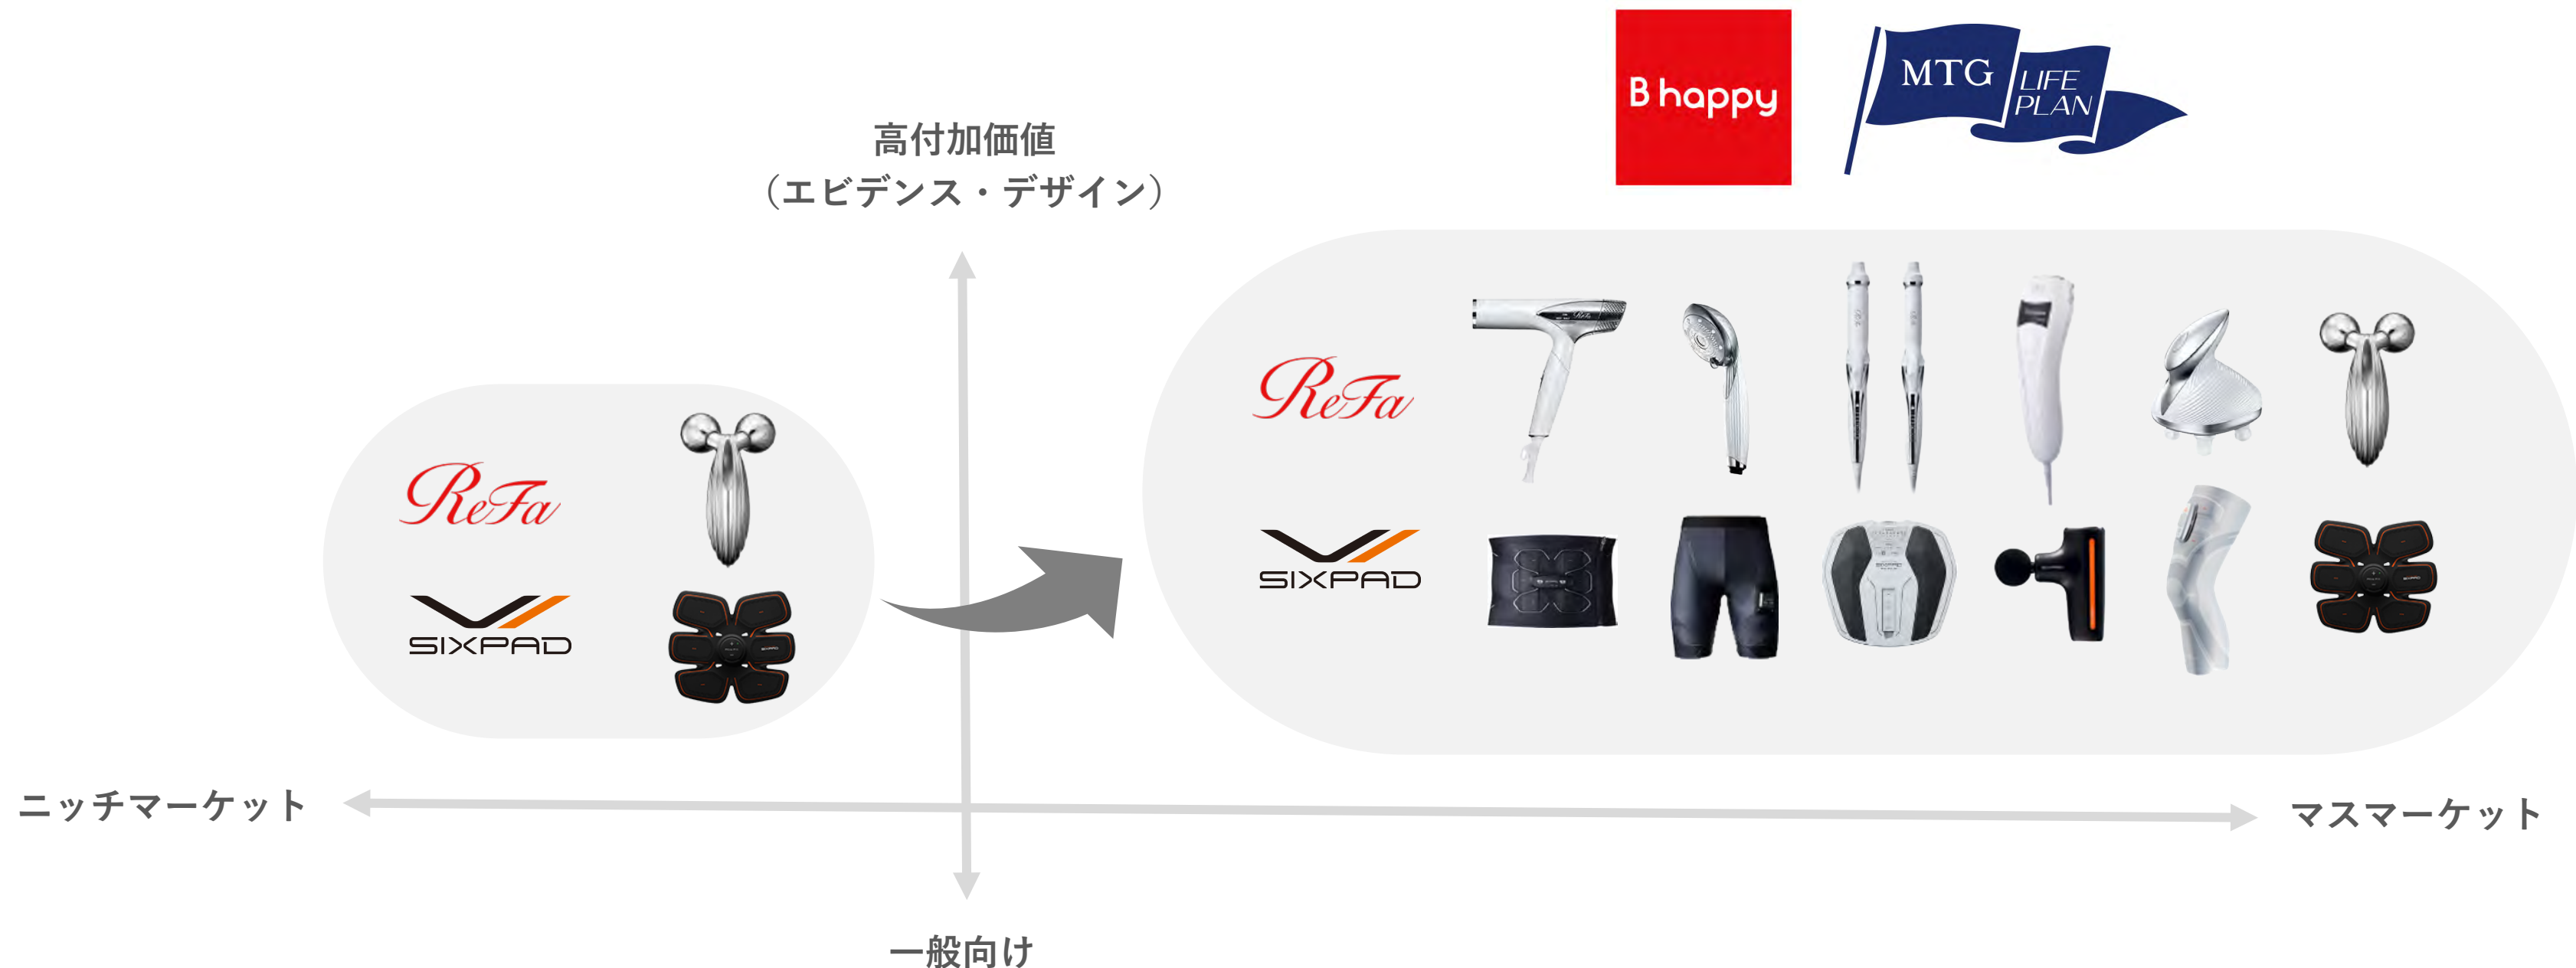 B happy
MTG
LIFE
PLAN
高付加価値
（エビデンス・デザイン）
ReFa
SIXPAD
ReFa
SIXPAD
ニッチマーケット
マスマーケット
一般向け